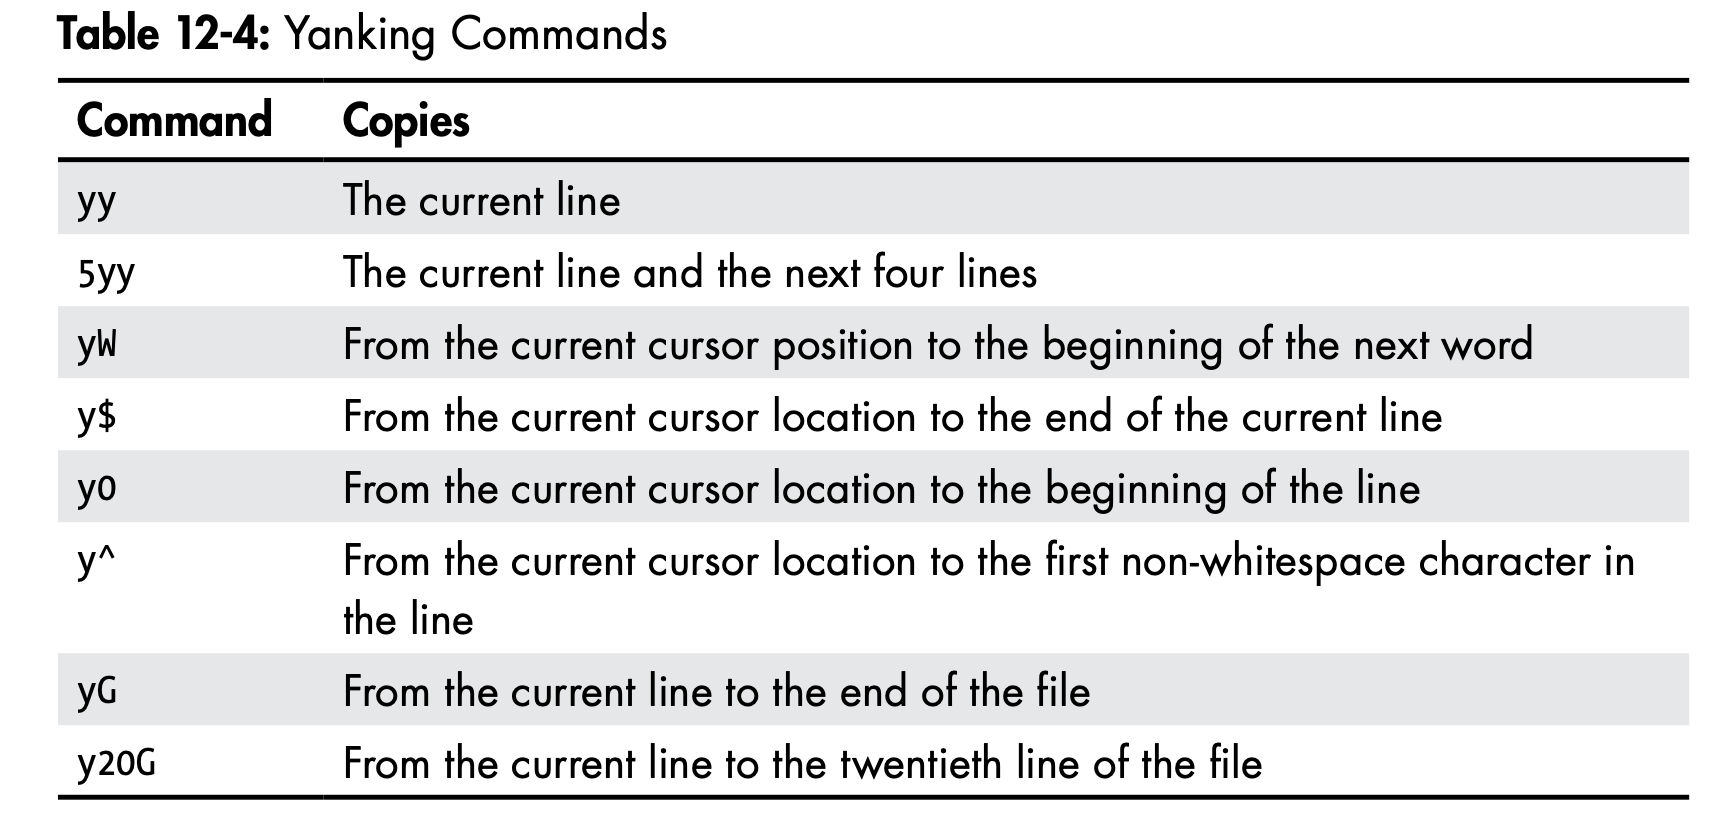 Table 12-4: Yanking Commands
Command Copies
yy The current line
5yy The current line and the next four lines
yW From the current cursor position to the beginning of the next word
y$ From the current cursor location to the end of the current line
y0 From the current cursor location to the beginning of the line
y^ From the current cursor location to the first non-whitespace character in
the line
yG From the current line to the end of the file
y20G From the current line to the twentieth line of the file